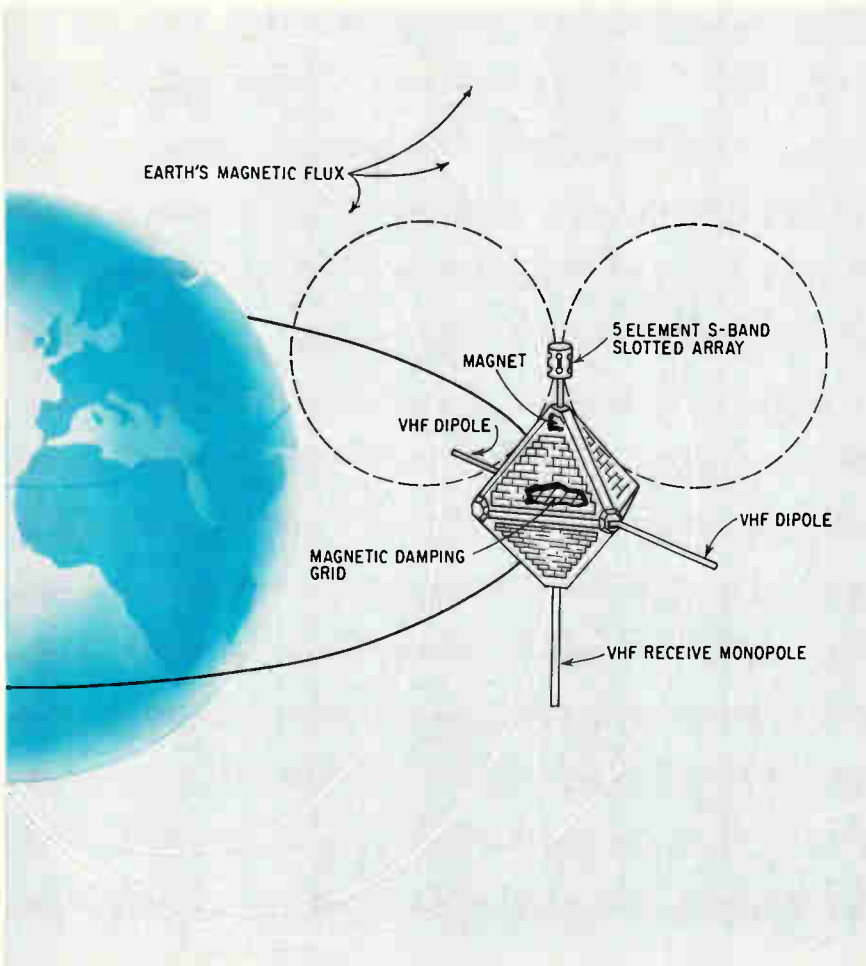 EARTH'S MAGNETIC FLUX
5 ELEMENT S-BAND
SLOTTED ARRAY
MAGNET
VHF DIPOLE
VHF DIPOLE
MAGNETIC DAMPING
GRID
VHF RECEIVE MONOPOLE